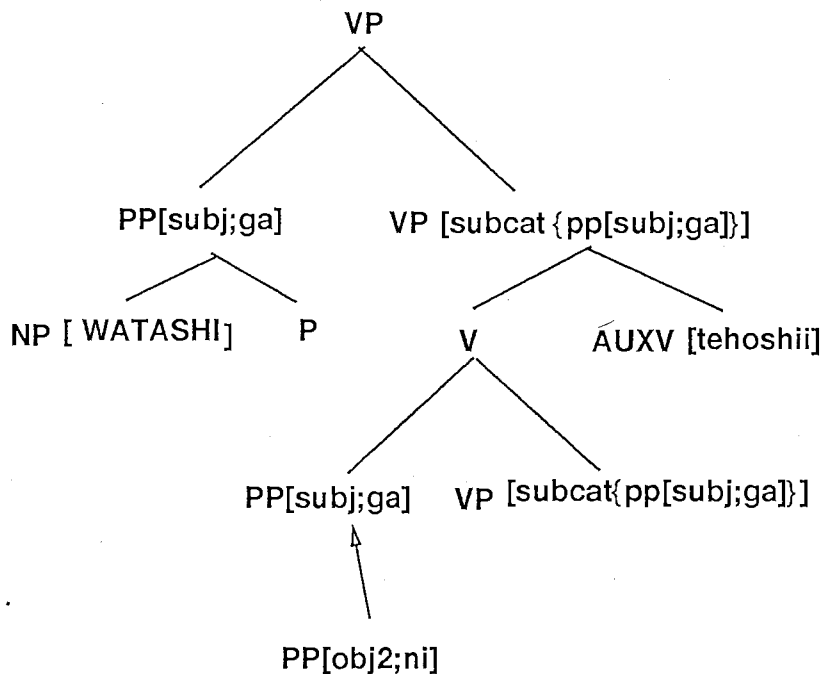 VP
PP[subj;ga] VP [subcat {pp[subj;ga]}]
NP [ WATASHI] P V AUXV [tehoshii]
PP[subj;ga] VP [subcat{pp[subj;ga]}]
PP[obj2;ni]